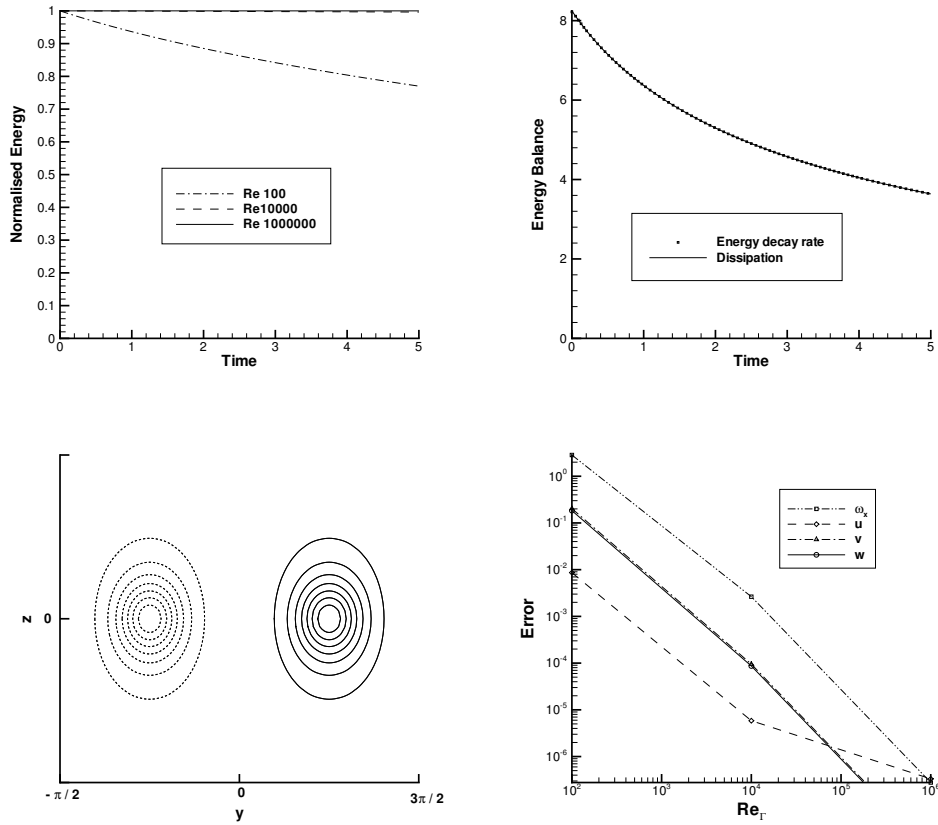 1
0.9
0.8
0.7
0.6
0.5
0.4
0.3
0.2
0.1
0
Normalised Energy
Re 100
Re10000
Re 1000000
0 1 2 3 4 5
Time
8
6
4
2
0
Energy Balance
Energy decay rate
Dissipation
0 1 2 3 4 5
Time
z
0
- π / 2 0 3π / 2
y
10⁰
10⁻¹
10⁻²
10⁻³
10⁻⁴
10⁻⁵
10⁻⁶
Error
ωₓ
u
v
w
10² 10³ 10⁴ 10⁵ 10⁶
Re_Γ